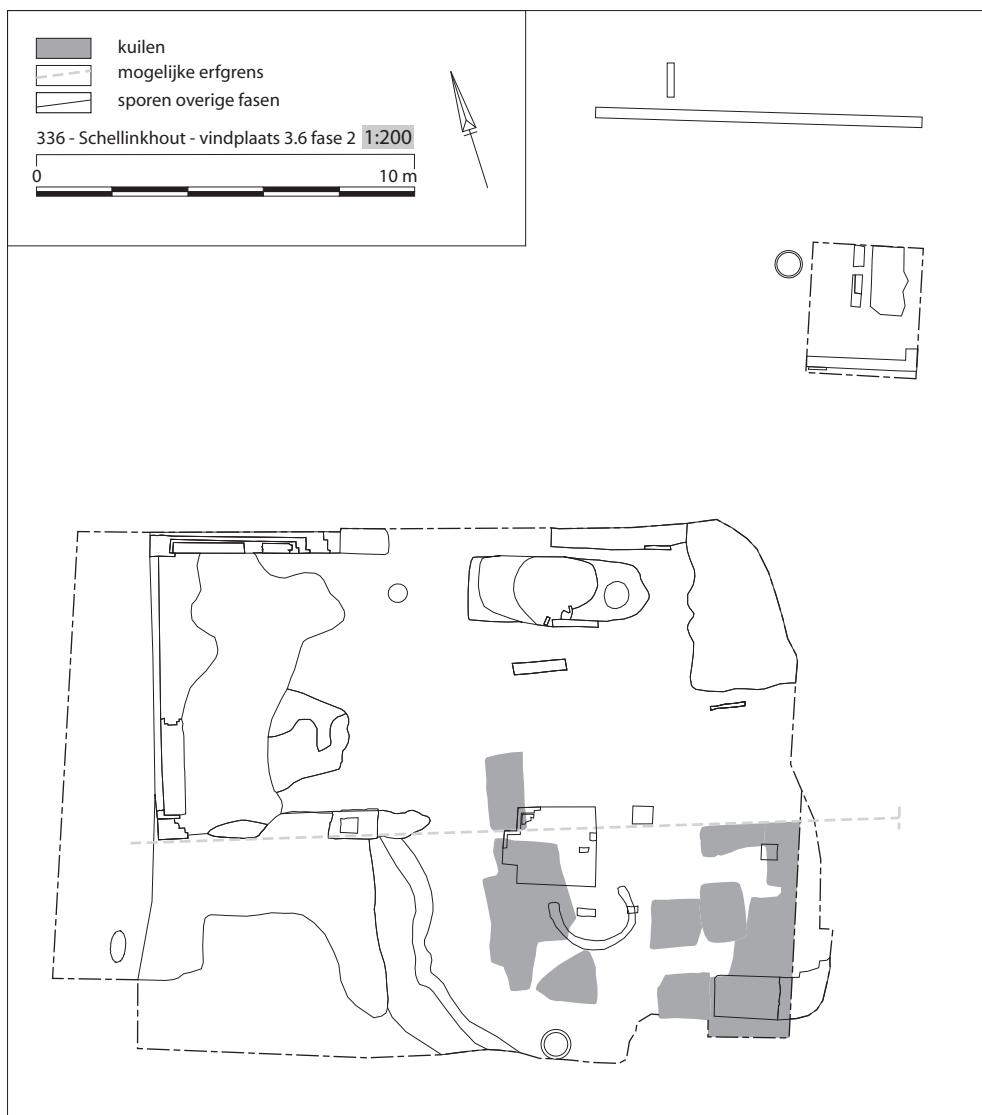 kuilen
mogelijke erfgrens
sporen overige fasen
336 - Schellinkhout - vindplaats 3.6 fase 2 1:200
0 10 m